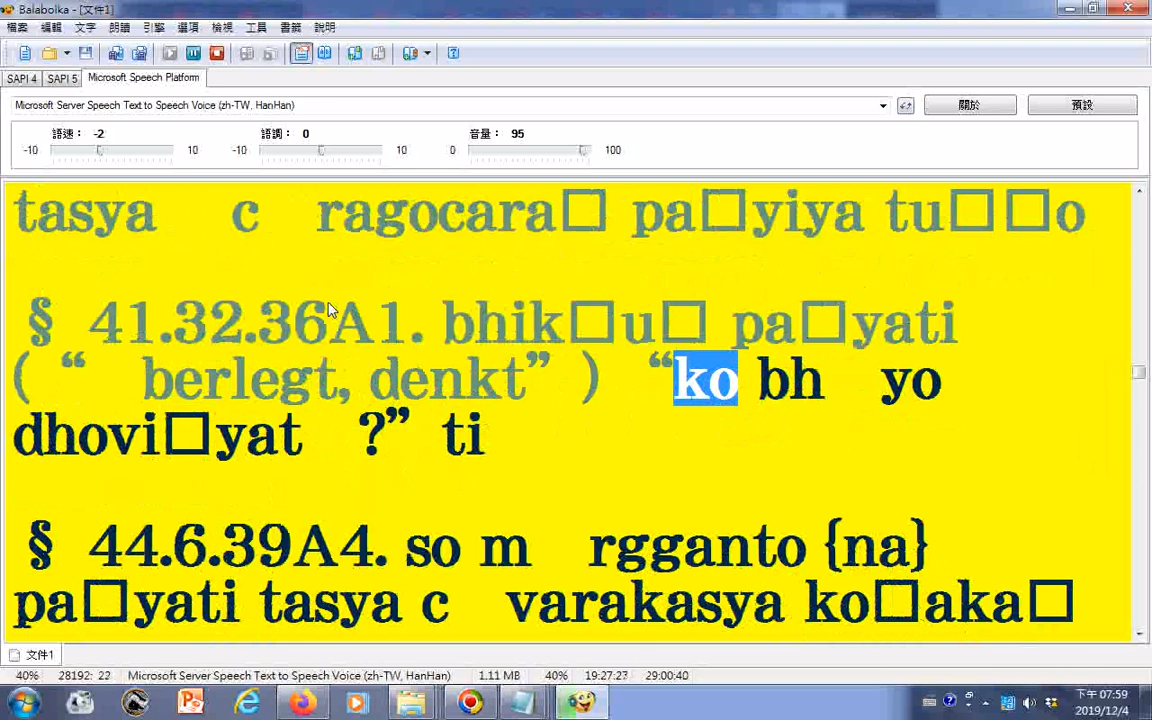 Balabolka - [文件1]
檔案 編輯 文字 朗讀 引擎 選項 檢視 工具 書籤 說明
SAPI 4 SAPI 5 Microsoft Speech Platform
Microsoft Server Speech Text to Speech Voice (zh-TW, HanHan) 關於 預設
語速： -2 語調： 0 音量： 95
-10 10 -10 10 0 100
tasya c ragocara□ pa□yiya tu□□o
§ 41.32.36A1. bhik□u□ pa□yati
( “ berlegt, denkt” ) “ko bh yo
dhovi□yat ?” ti
§ 44.6.39A4. so m rgganto {na}
pa□yati tasya c varakasya ko□aka□
文件1
40% 28192: 22 Microsoft Server Speech Text to Speech Voice (zh-TW, HanHan) 1.11 MB 40% 19:27:27 29:00:40
下午 07:59
2019/12/4